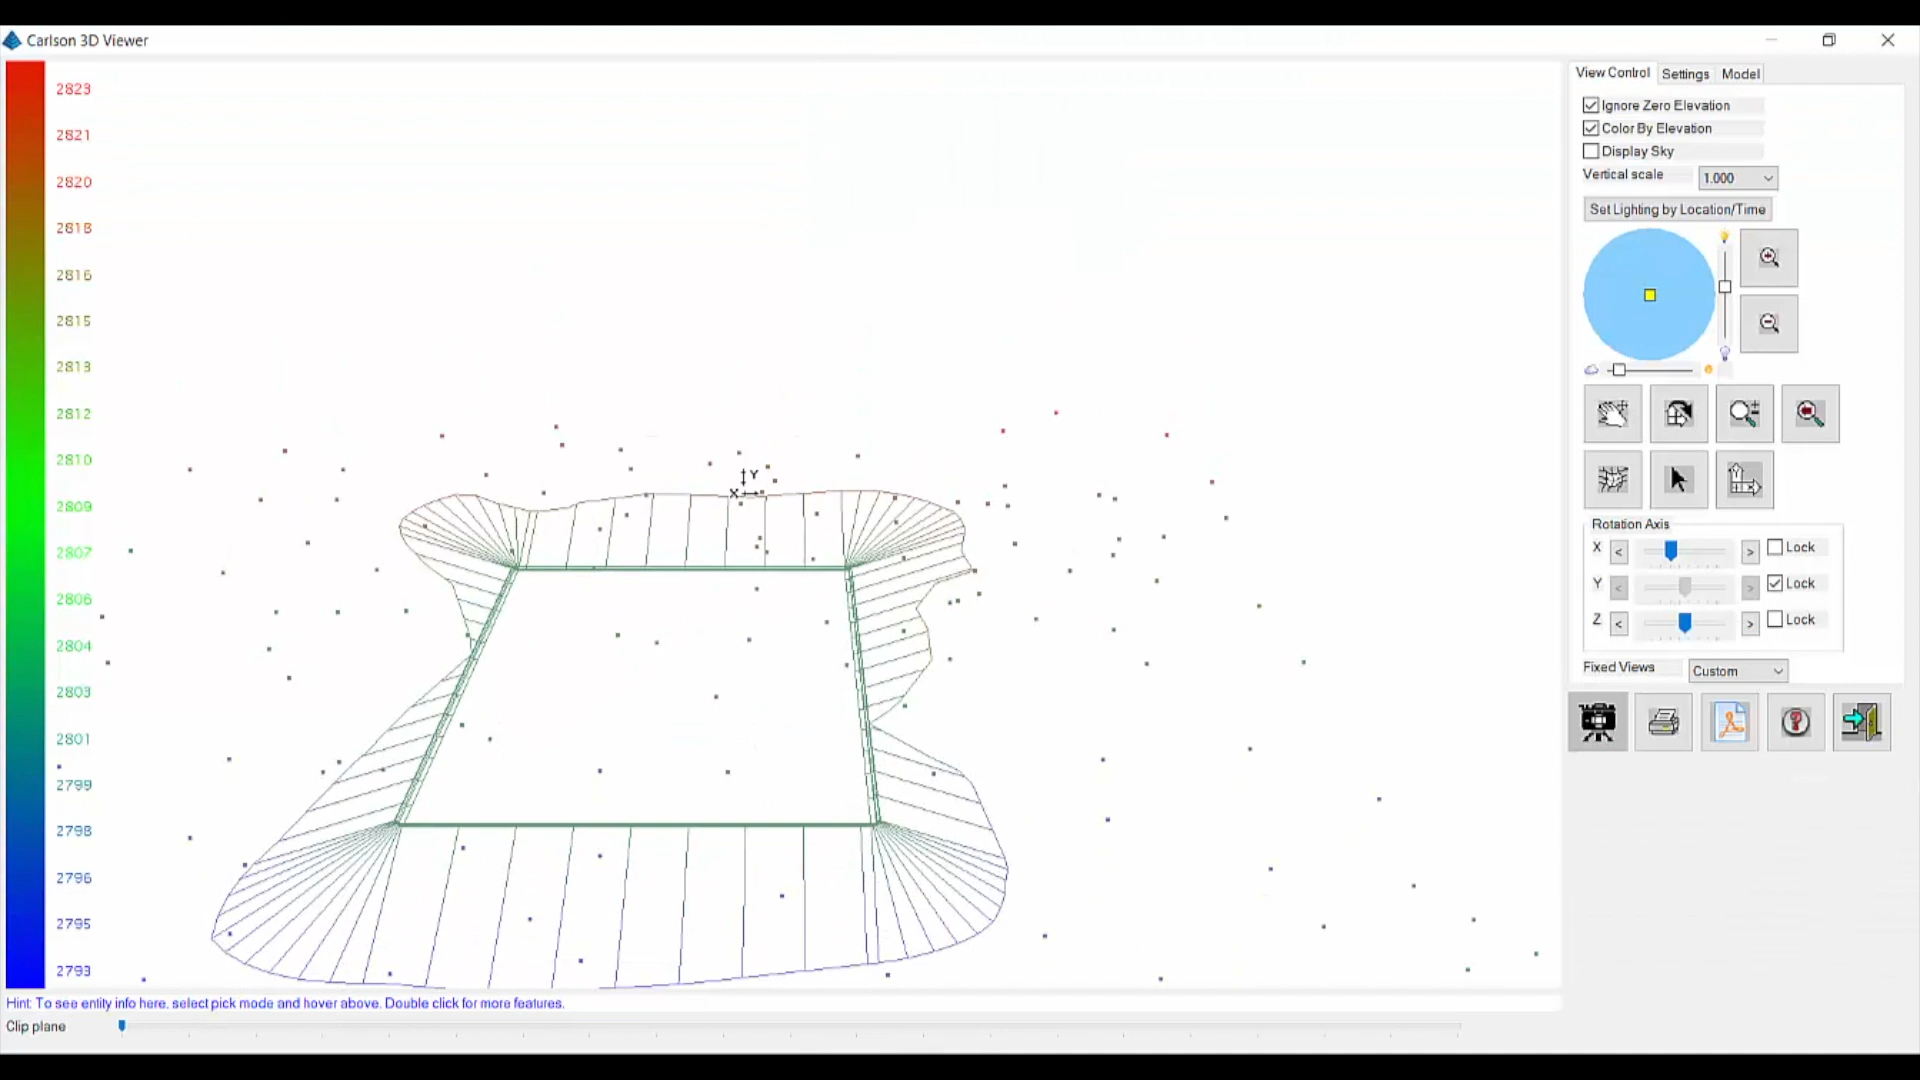 Carlson 3D Viewer
2823
2821
2820
2818
2816
2815
2813
2812
2810
2809
2807
2806
2804
2803
2801
2799
2798
2796
2795
2793
Y
X
View Control Settings Model
Ignore Zero Elevation
Color By Elevation
Display Sky
Vertical scale 1.000
Set Lighting by Location/Time
Rotation Axis
X < > Lock
Y < > Lock
Z < > Lock
Fixed Views Custom
Hint: To see entity info here, select pick mode and hover above. Double click for more features.
Clip plane